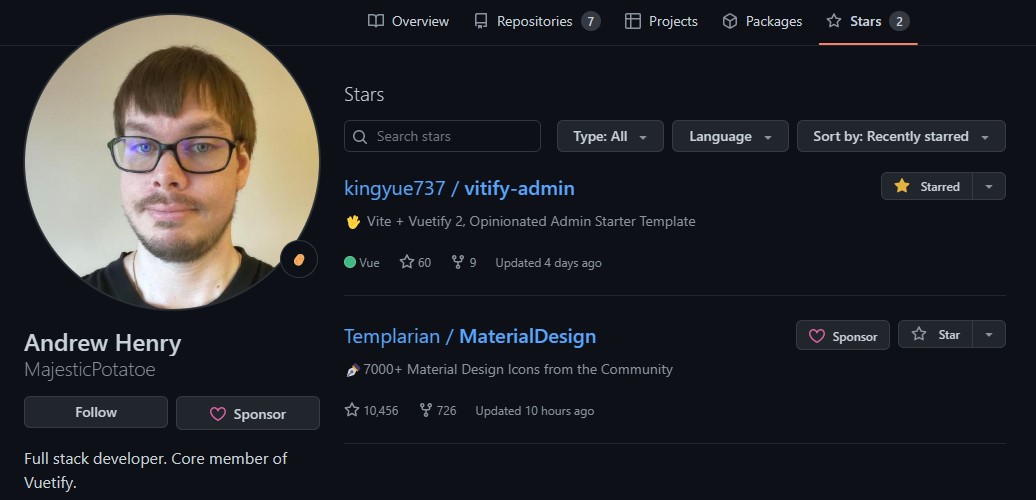 Overview Repositories 7 Projects Packages Stars 2
Stars
Search stars Type: All Language Sort by: Recently starred
kingyue737 / vitify-admin Starred
🖖 Vite + Vuetify 2, Opinionated Admin Starter Template
Vue 60 9 Updated 4 days ago
Templarian / MaterialDesign Sponsor Star
✒️ 7000+ Material Design Icons from the Community
10,456 726 Updated 10 hours ago
Andrew Henry
MajesticPotatoe
Follow Sponsor
Full stack developer. Core member of
Vuetify.